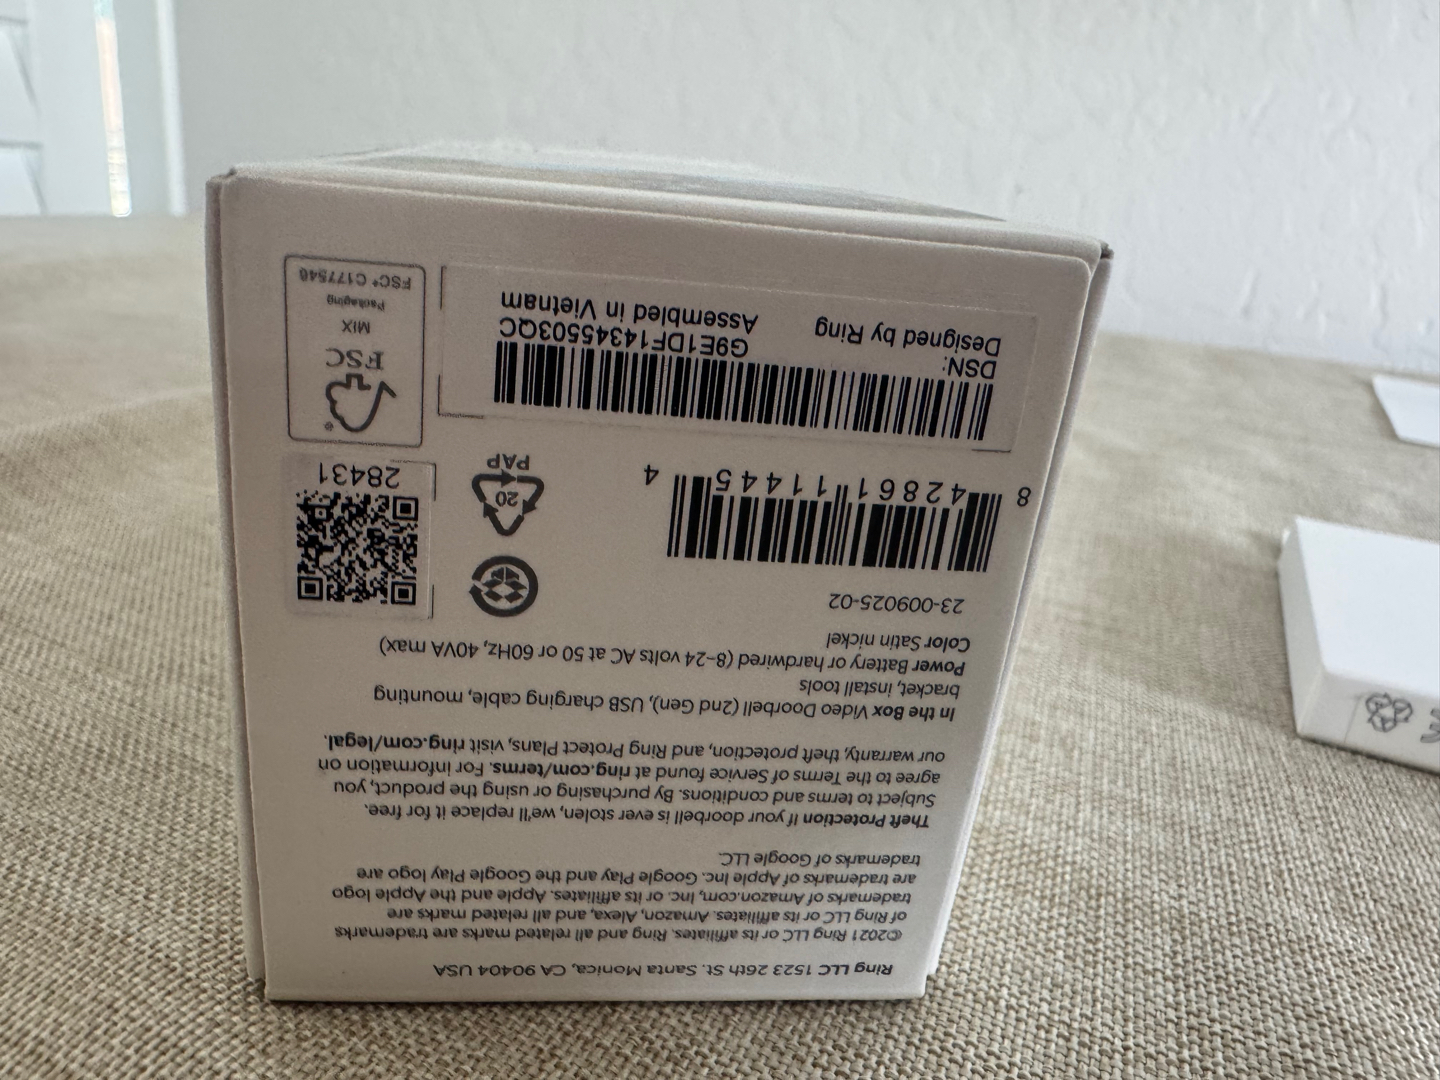 Ring LLC 1523 26th St. Santa Monica, CA 90404 USA
©2021 Ring LLC or its affiliates. Ring and all related marks are trademarks
of Ring LLC or its affiliates. Amazon, Alexa, and all related marks are
trademarks of Amazon.com, Inc. or its affiliates. Apple and the Apple logo
are trademarks of Apple Inc. Google Play and the Google Play logo are
trademarks of Google LLC.
Theft Protection If your doorbell is ever stolen, we'll replace it for free.
Subject to terms and conditions. By purchasing or using the product, you
agree to the Terms of Service found at ring.com/terms. For information on
our warranty, theft protection, and Ring Protect Plans, visit ring.com/legal.
In the Box Video Doorbell (2nd Gen), USB charging cable, mounting
bracket, install tools
Power Battery or hardwired (8-24 volts AC at 50 or 60Hz, 40VA max)
Color Satin nickel
23-009025-02
8 42861 11445 4
20
PAP
28431
DSN:
G9E1DF14345503QC
Designed by Ring
Assembled in Vietnam
®
FSC
MIX
Packaging
FSC® C177546